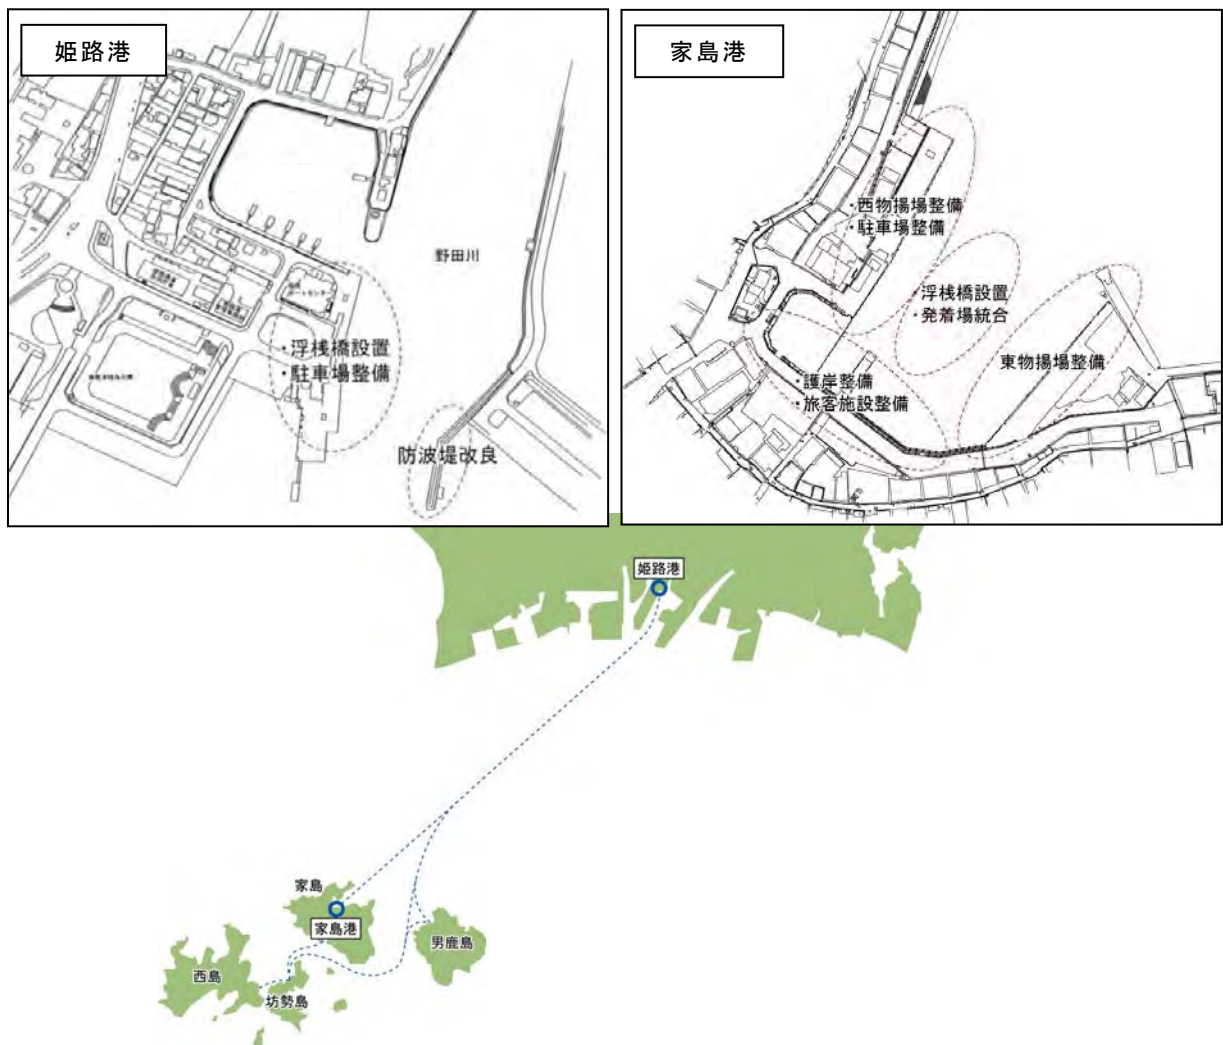 姫路港
野田川
・浮桟橋設置
・駐車場整備
防波堤改良
家島港
・西物揚場整備
・駐車場整備
・浮桟橋設置
・発着場統合
東物揚場整備
・護岸整備
・旅客施設整備
姫路港
家島
家島港
男鹿島
西島
坊勢島